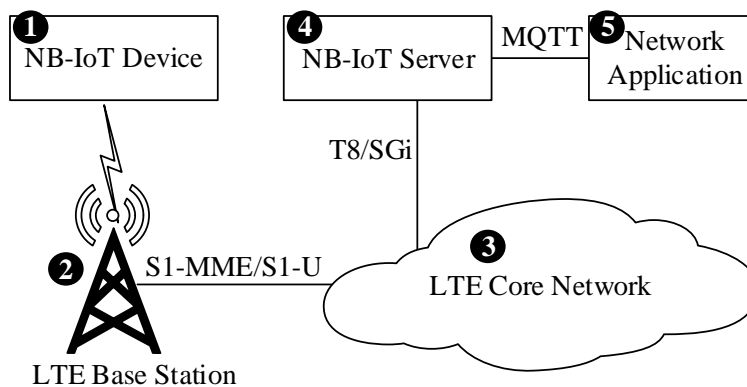 1
NB-IoT Device
4
NB-IoT Server
MQTT
5
Network
Application
T8/SGi
2
S1-MME/S1-U
3
LTE Core Network
LTE Base Station